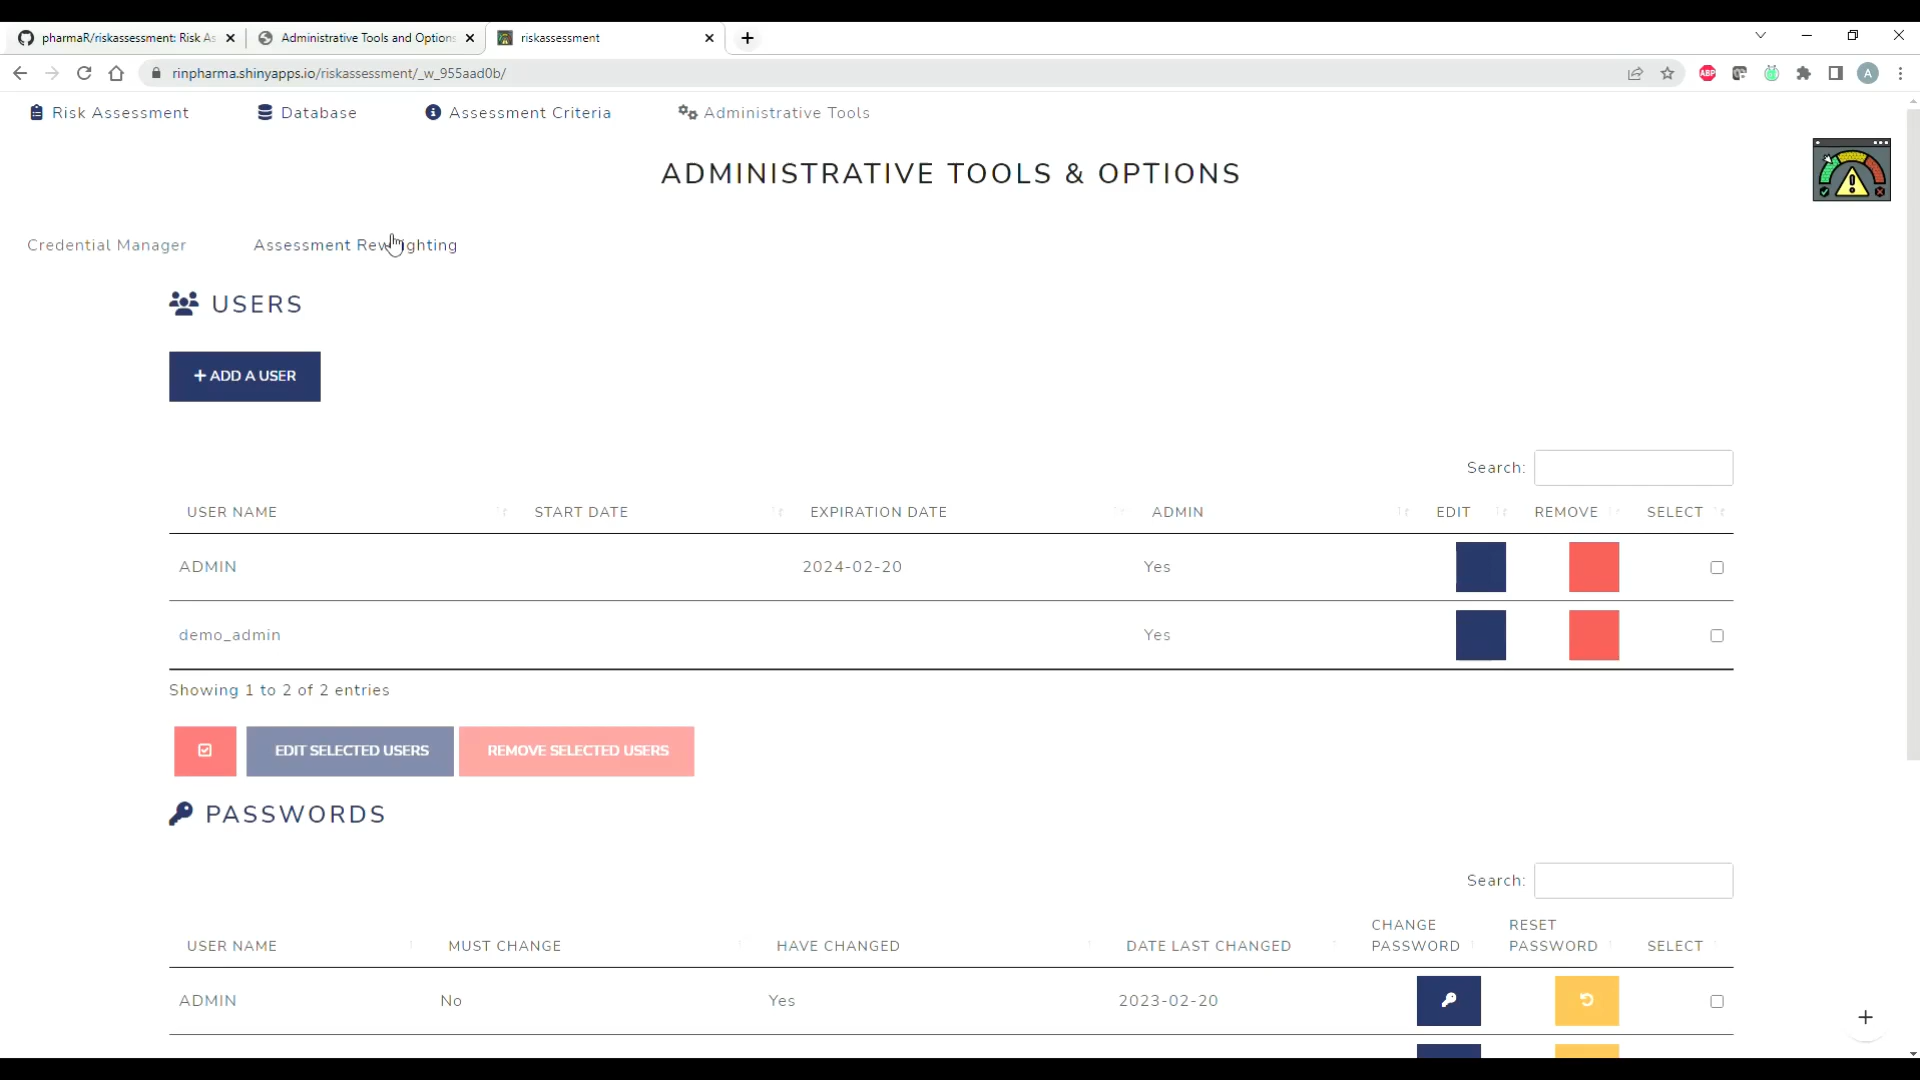 pharmaR/riskassessment: Risk As
Administrative Tools and Options
riskassessment
rinpharma.shinyapps.io/riskassessment/_w_955aad0b/
ABP
A
Risk Assessment
Database
Assessment Criteria
Administrative Tools
ADMINISTRATIVE TOOLS & OPTIONS
Credential Manager
Assessment Reweighting
USERS
+ ADD A USER
Search:
USER NAME START DATE EXPIRATION DATE ADMIN EDIT REMOVE SELECT
ADMIN 2024-02-20 Yes
demo_admin Yes
Showing 1 to 2 of 2 entries
EDIT SELECTED USERS REMOVE SELECTED USERS
PASSWORDS
Search:
USER NAME MUST CHANGE HAVE CHANGED DATE LAST CHANGED CHANGE PASSWORD RESET PASSWORD SELECT
ADMIN No Yes 2023-02-20